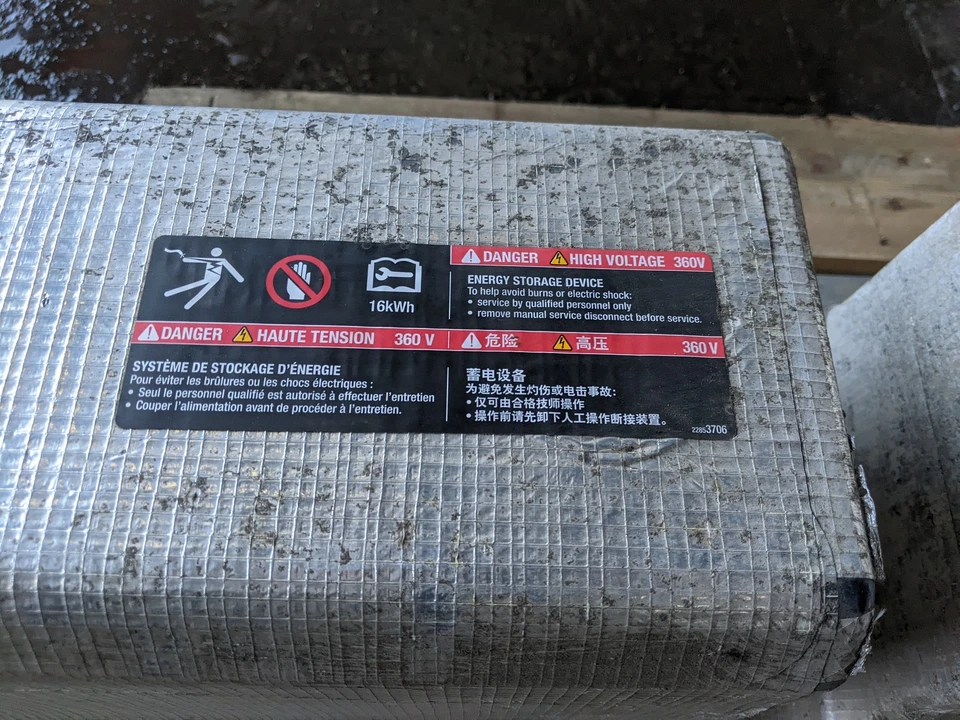 16kWh
DANGER HIGH VOLTAGE 360V
ENERGY STORAGE DEVICE
To help avoid burns or electric shock:
• service by qualified personnel only
• remove manual service disconnect before service.
DANGER HAUTE TENSION 360 V
SYSTÈME DE STOCKAGE D'ÉNERGIE
Pour éviter les brûlures ou les chocs électriques :
• Seul le personnel qualifié est autorisé à effectuer l'entretien
• Couper l'alimentation avant de procéder à l'entretien.
危险 高压 360 V
蓄电设备
为避免发生灼伤或电击事故:
• 仅可由合格技师操作
• 操作前请先卸下人工操作断接装置。
22853706